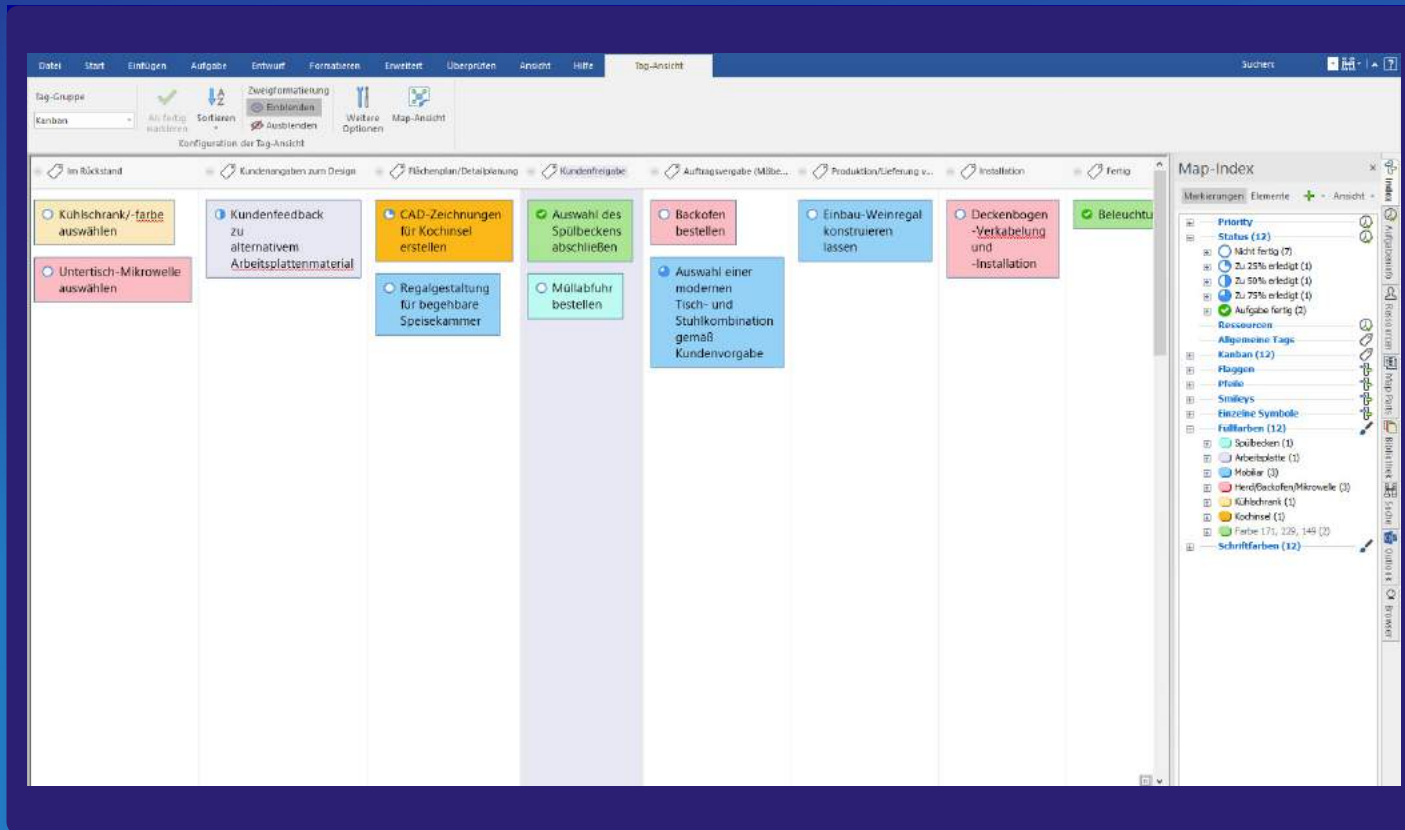 Datei Start Einfügen Aufgabe Entwurf Formatieren Erweitert Überprüfen Ansicht Hilfe Tag-Ansicht Suchen
Tag-Gruppe
Kanban
Als fertig
markieren
Sortieren
Zweigformatierung
Einblenden
Ausblenden
Weitere
Optionen
Map-Ansicht
Konfiguration der Tag-Ansicht
Im Rückstand
Kundenangaben zum Design
Flächenplan/Detailplanung
Kundenfreigabe
Auftragsvergabe (Möbe...
Produktion/Lieferung v...
Installation
Fertig
Kühlschrank/-farbe
auswählen
Untertisch-Mikrowelle
auswählen
Kundenfeedback
zu
alternativem
Arbeitsplattenmaterial
CAD-Zeichnungen
für Kochinsel
erstellen
Regalgestaltung
für begehbare
Speisekammer
Auswahl des
Spülbeckens
abschließen
Müllabfuhr
bestellen
Backofen
bestellen
Auswahl einer
modernen
Tisch- und
Stuhlkombination
gemäß
Kundenvorgabe
Einbau-Weinregal
konstruieren
lassen
Deckenbogen
-Verkabelung
und
-Installation
Beleuchtu
Map-Index
Markierungen Elemente Ansicht
Priority
Status (12)
Nicht fertig (7)
Zu 25% erledigt (1)
Zu 50% erledigt (1)
Zu 75% erledigt (1)
Aufgabe fertig (2)
Ressourcen
Allgemeine Tags
Kanban (12)
Flaggen
Pfeile
Smileys
Einzelne Symbole
Füllfarben (12)
Spülbecken (1)
Arbeitsplatte (1)
Mobiliar (3)
Herd/Backofen/Mikrowelle (3)
Kühlschrank (1)
Kochinsel (1)
Farbe 171, 229, 149 (2)
Schriftfarben (12)
Index
Aufgabeninfo
Ressourcen
Map Parts
Bibliothek
Suche
Outlook
Browser